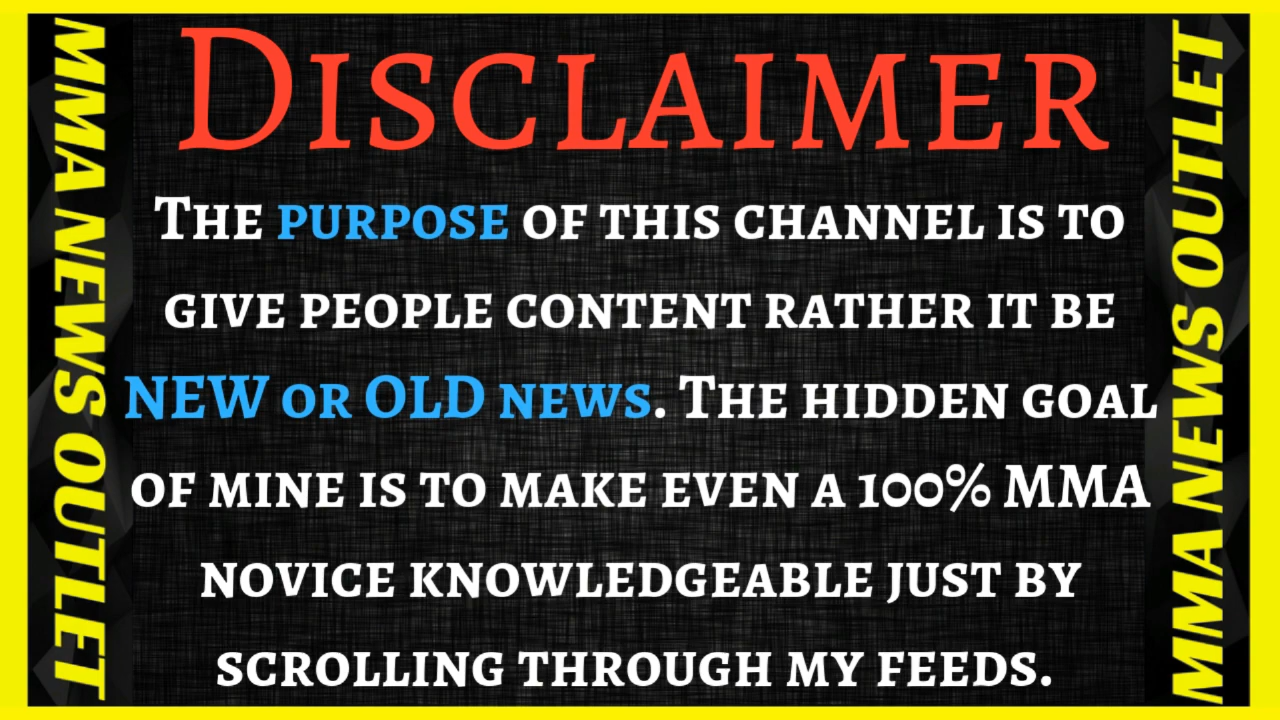 Disclaimer
The purpose of this channel is to
give people content rather it be
NEW or OLD news. The hidden goal
of mine is to make even a 100% MMA
novice knowledgeable just by
scrolling through my feeds.
MMA NEWS OUTLET
MMA NEWS OUTLET